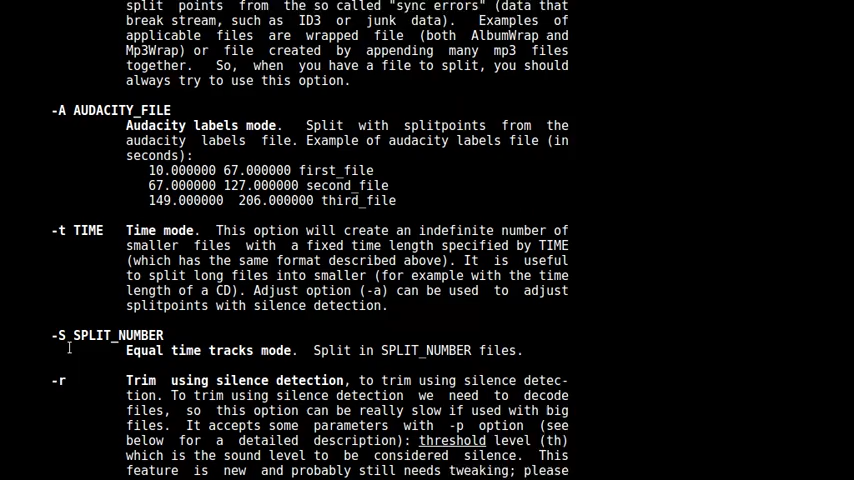 split points from the so called "sync errors" (data that
break stream, such as ID3 or junk data). Examples of
applicable files are wrapped file (both AlbumWrap and
Mp3Wrap) or file created by appending many mp3 files
together. So, when you have a file to split, you should
always try to use this option.
-A AUDACITY_FILE
Audacity labels mode. Split with splitpoints from the
audacity labels file. Example of audacity labels file (in
seconds):
10.000000 67.000000 first_file
67.000000 127.000000 second_file
149.000000 206.000000 third_file
-t TIME Time mode. This option will create an indefinite number of
smaller files with a fixed time length specified by TIME
(which has the same format described above). It is useful
to split long files into smaller (for example with the time
length of a CD). Adjust option (-a) can be used to adjust
splitpoints with silence detection.
-S SPLIT_NUMBER
Equal time tracks mode. Split in SPLIT_NUMBER files.
-r Trim using silence detection, to trim using silence detec-
tion. To trim using silence detection we need to decode
files, so this option can be really slow if used with big
files. It accepts some parameters with -p option (see
below for a detailed description): threshold level (th)
which is the sound level to be considered silence. This
feature is new and probably still needs tweaking; please